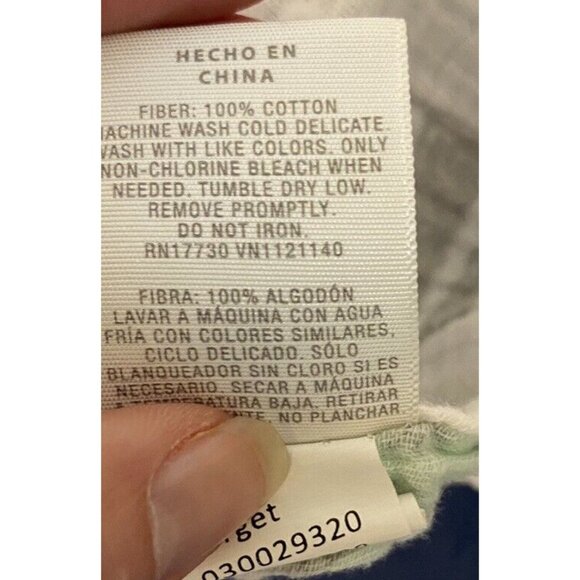 HECHO EN
CHINA
FIBER: 100% COTTON
MACHINE WASH COLD DELICATE.
WASH WITH LIKE COLORS. ONLY
NON-CHLORINE BLEACH WHEN
NEEDED. TUMBLE DRY LOW.
REMOVE PROMPTLY.
DO NOT IRON.
RN17730 VN1121140
FIBRA: 100% ALGODÓN
LAVAR A MÁQUINA CON AGUA
FRÍA CON COLORES SIMILARES,
CICLO DELICADO. SÓLO
BLANQUEADOR SIN CLORO SI ES
NECESARIO. SECAR A MÁQUINA
A TEMPERATURA BAJA. RETIRAR
NTE. NO PLANCHAR.
rget
030029320